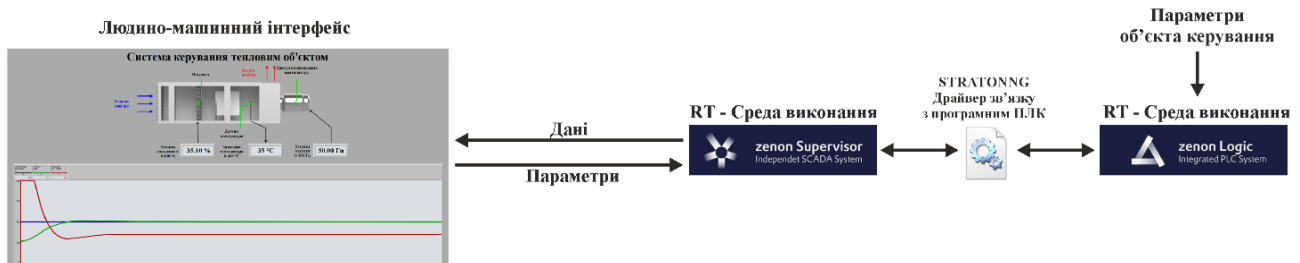 Людино-машинний інтерфейс
Система керування тепловим об'єктом
35.10 %
35 °C
50.00 Гц
Дані
Параметри
RT - Среда виконання
zenon Supervisor
Independet SCADA System
STRATONNG
Драйвер зв’язку
з програмним ПЛК
Параметри
об’єкта керування
RT - Среда виконання
zenon Logic
Integrated PLC System